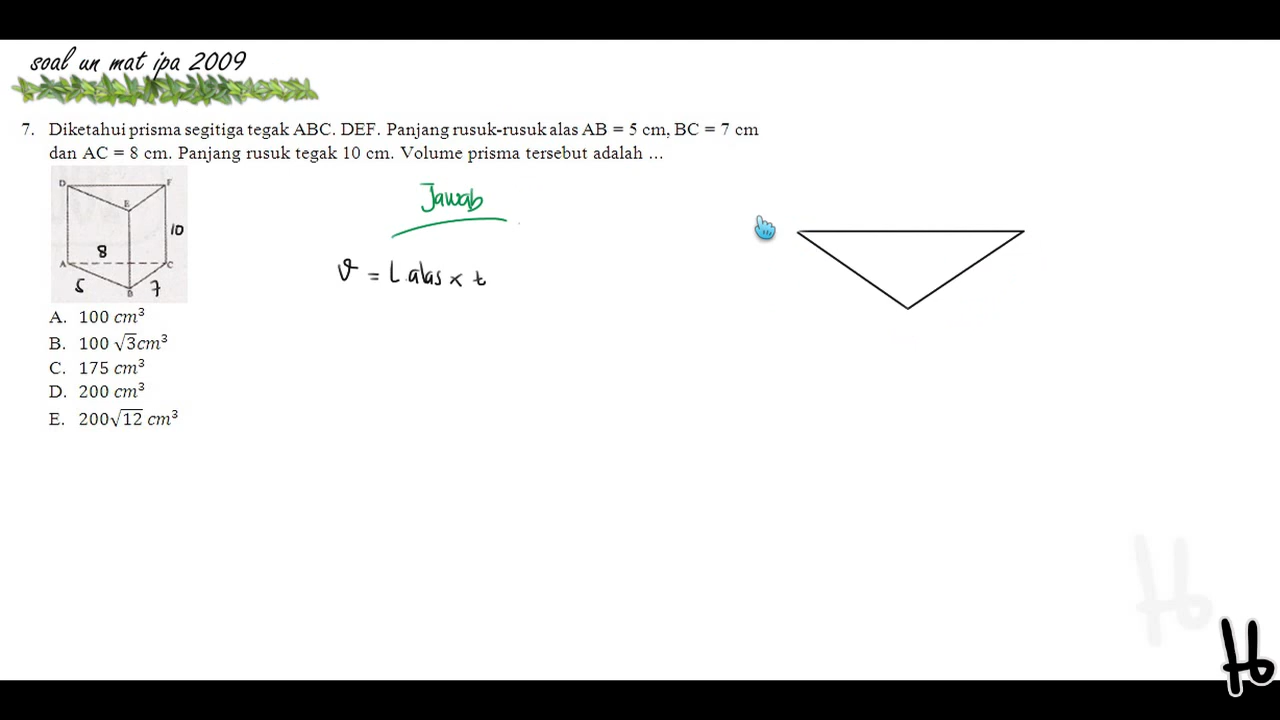 soal un mat ipa 2009
7. Diketahui prisma segitiga tegak ABC. DEF. Panjang rusuk-rusuk alas AB = 5 cm, BC = 7 cm
dan AC = 8 cm. Panjang rusuk tegak 10 cm. Volume prisma tersebut adalah ...
D F
E
10
8
A C
5 B 7
Jawab
V = L.alas x t
A. 100 cm³
B. 100 √3cm³
C. 175 cm³
D. 200 cm³
E. 200√12 cm³